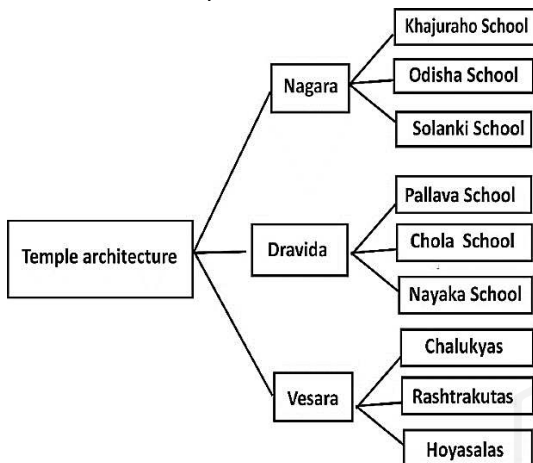 Temple architecture
Nagara
Khajuraho School
Odisha School
Solanki School
Dravida
Pallava School
Chola School
Nayaka School
Vesara
Chalukyas
Rashtrakutas
Hoyasalas